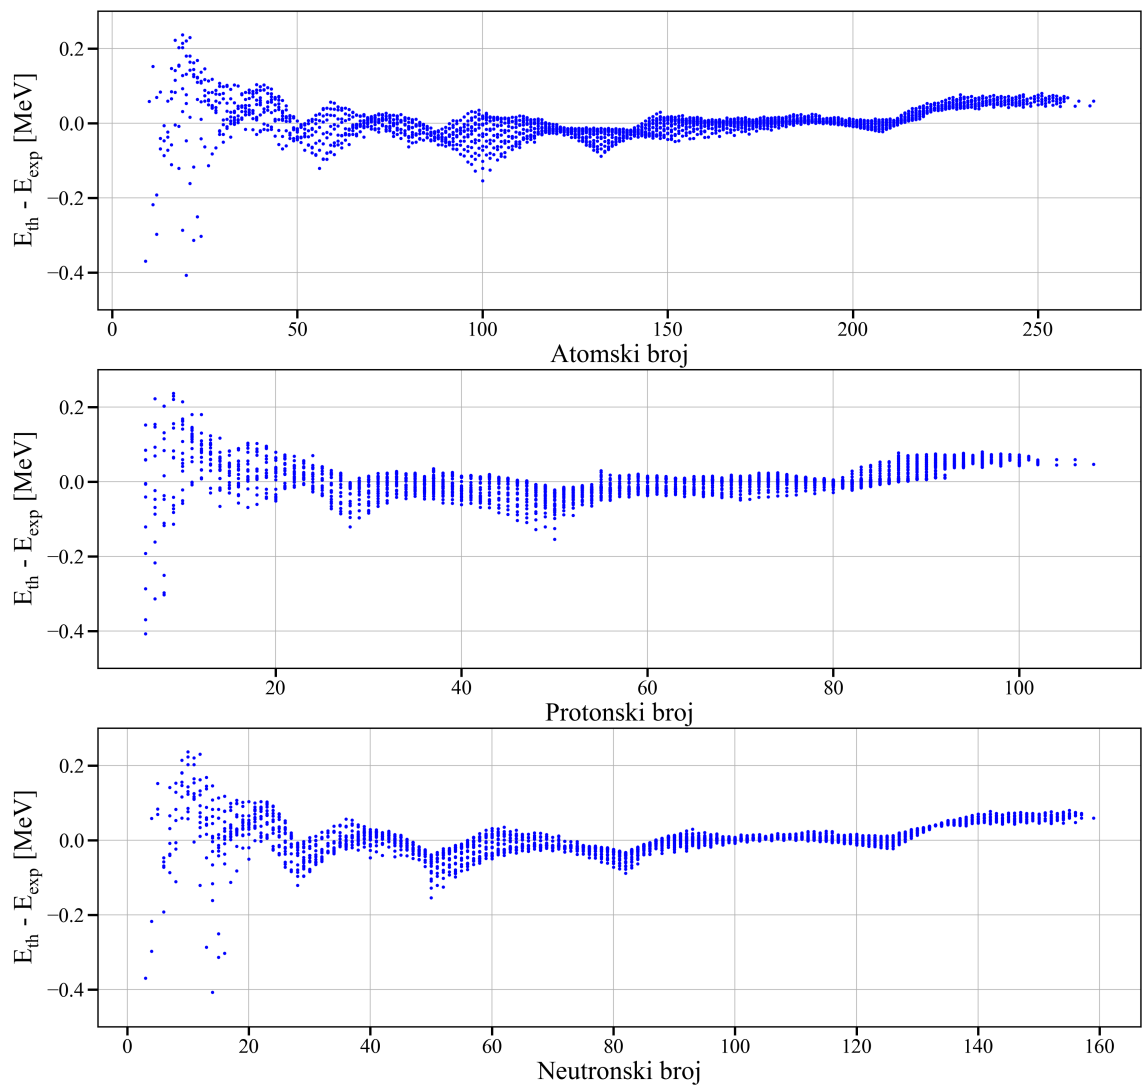 E_th - E_exp [MeV]
0.2
0.0
−0.2
−0.4
0 50 100 150 200 250
Atomski broj
E_th - E_exp [MeV]
0.2
0.0
−0.2
−0.4
20 40 60 80 100
Protonski broj
E_th - E_exp [MeV]
0.2
0.0
−0.2
−0.4
0 20 40 60 80 100 120 140 160
Neutronski broj